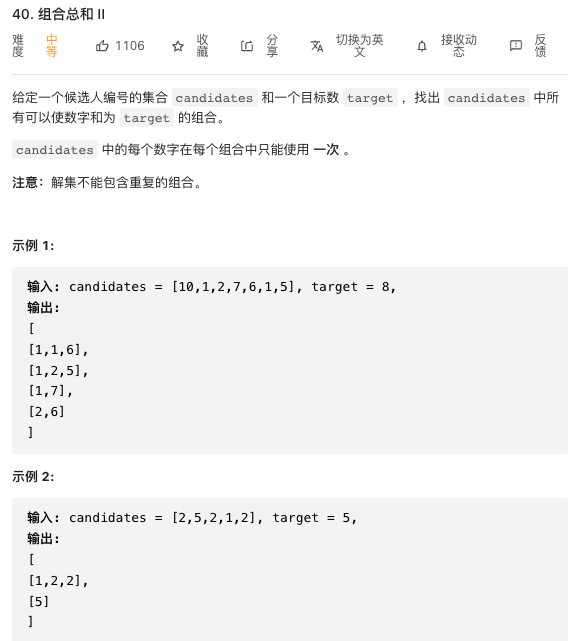 40. 组合总和 II
难度 中等 1106 收藏 分享 切换为英文 接收动态 反馈
给定一个候选人编号的集合 candidates 和一个目标数 target ，找出 candidates 中所
有可以使数字和为 target 的组合。
candidates 中的每个数字在每个组合中只能使用 一次 。
注意：解集不能包含重复的组合。
示例 1:
输入: candidates = [10,1,2,7,6,1,5], target = 8,
输出:
[
[1,1,6],
[1,2,5],
[1,7],
[2,6]
]
示例 2:
输入: candidates = [2,5,2,1,2], target = 5,
输出:
[
[1,2,2],
[5]
]